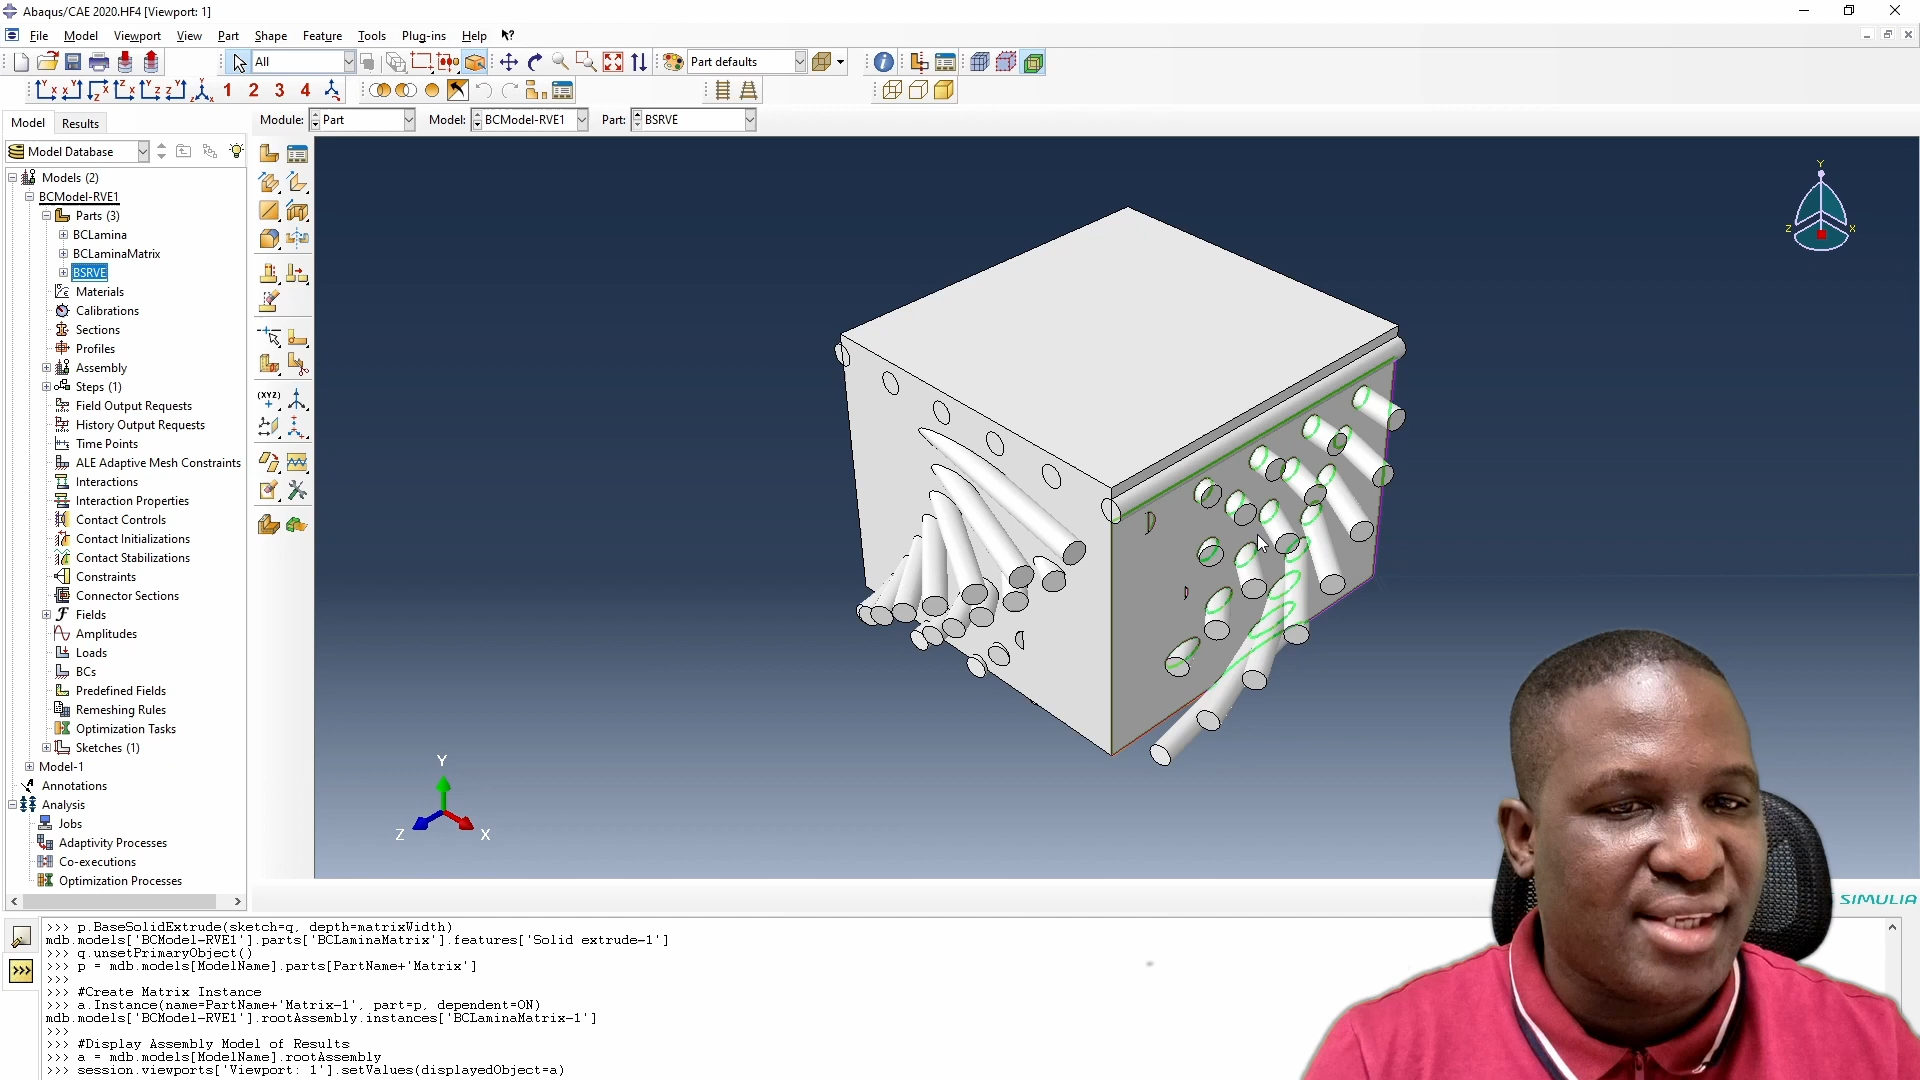 Abaqus/CAE 2020.HF4 [Viewport: 1]
File Model Viewport View Part Shape Feature Tools Plug-ins Help
All Part defaults
1 2 3 4
Model Results Module: Part Model: BCModel-RVE1 Part: BSRVE
Model Database
Models (2)
BCModel-RVE1
Parts (3)
BCLamina
BCLaminaMatrix
BSRVE
Materials
Calibrations
Sections
Profiles
Assembly
Steps (1)
Field Output Requests
History Output Requests
Time Points
ALE Adaptive Mesh Constraints
Interactions
Interaction Properties
Contact Controls
Contact Initializations
Contact Stabilizations
Constraints
Connector Sections
Fields
Amplitudes
Loads
BCs
Predefined Fields
Remeshing Rules
Optimization Tasks
Sketches (1)
Model-1
Annotations
Analysis
Jobs
Adaptivity Processes
Co-executions
Optimization Processes
(XYZ)
Y
Z X
Y
Z X
SIMULIA
>>> p.BaseSolidExtrude(sketch=q, depth=matrixWidth)
mdb.models['BCModel-RVE1'].parts['BCLaminaMatrix'].features['Solid extrude-1']
>>> q.unsetPrimaryObject()
>>> p = mdb.models[ModelName].parts[PartName+'Matrix']
>>>
>>> #Create Matrix Instance
>>> a.Instance(name=PartName+'Matrix-1', part=p, dependent=ON)
mdb.models['BCModel-RVE1'].rootAssembly.instances['BCLaminaMatrix-1']
>>>
>>> #Display Assembly Model of Results
>>> a = mdb.models[ModelName].rootAssembly
>>> session.viewports['Viewport: 1'].setValues(displayedObject=a)